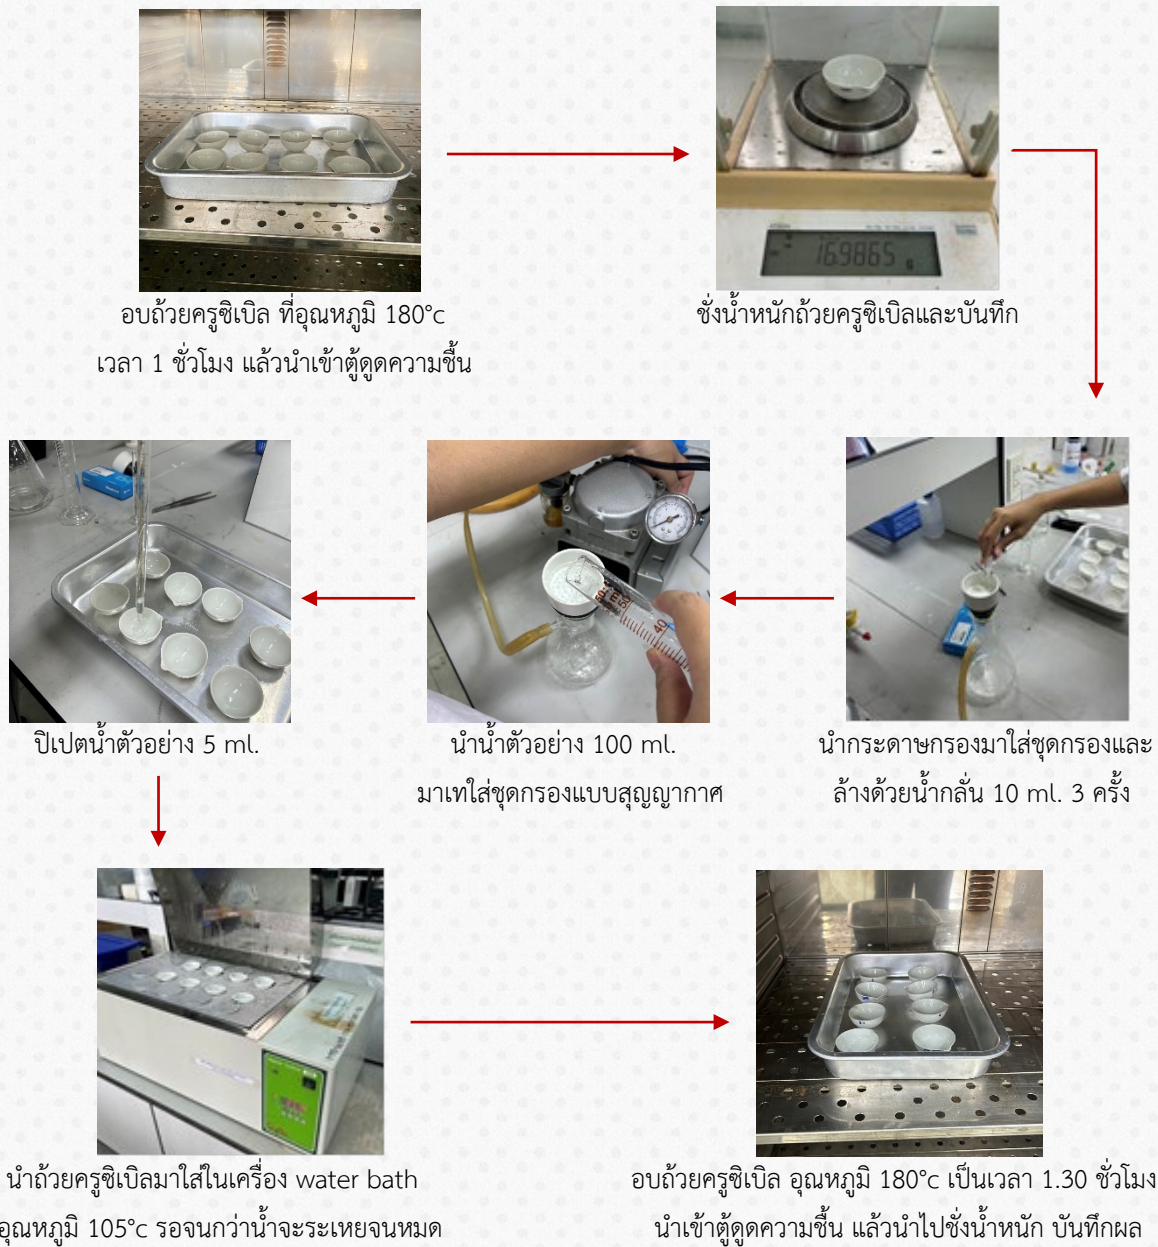 16.9865 G
อบถ้วยครูซิเบิล ที่อุณหภูมิ 180°c
เวลา 1 ชั่วโมง แล้วนำเข้าตู้ดูดความชื้น
ชั่งน้ำหนักถ้วยครูซิเบิลและบันทึก
นำกระดาษกรองมาใส่ชุดกรองและ
ล้างด้วยน้ำกลั่น 10 ml. 3 ครั้ง
40
นำน้ำตัวอย่าง 100 ml.
มาเทใส่ชุดกรองแบบสุญญากาศ
ปิเปตน้ำตัวอย่าง 5 ml.
นำถ้วยครูซิเบิลมาใส่ในเครื่อง water bath
อุณหภูมิ 105°c รอจนกว่าน้ำจะระเหยจนหมด
อบถ้วยครูซิเบิล อุณหภูมิ 180°c เป็นเวลา 1.30 ชั่วโมง
นำเข้าตู้ดูดความชื้น แล้วนำไปชั่งน้ำหนัก บันทึกผล